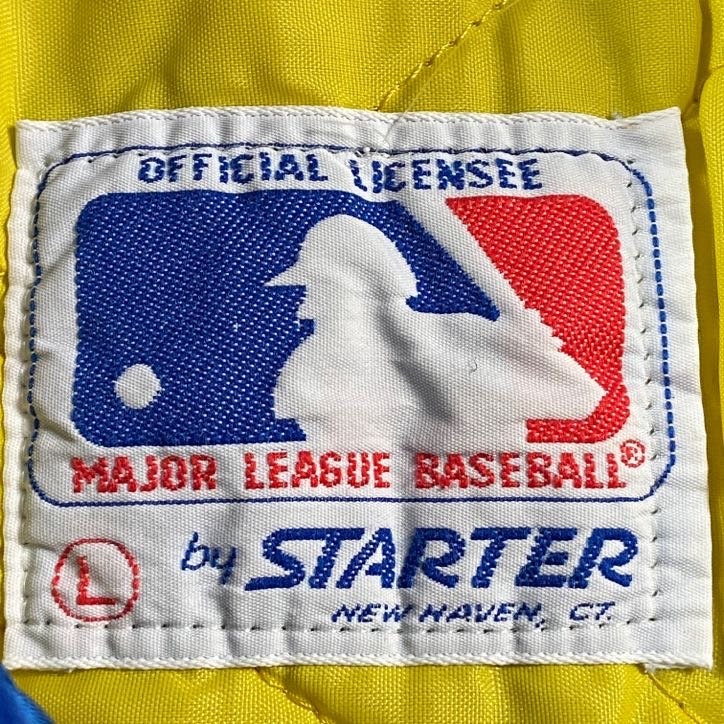 OFFICIAL LICENSEE
MAJOR LEAGUE BASEBALL®
L by STARTER
NEW HAVEN, CT.